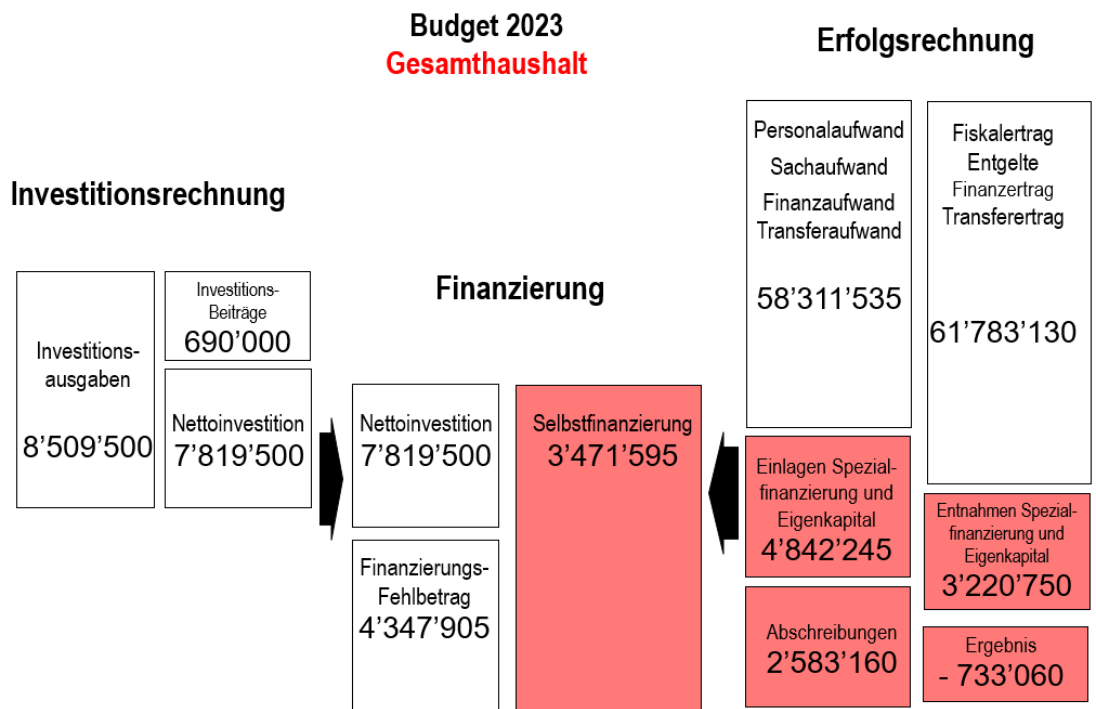 Budget 2023
Gesamthaushalt
Erfolgsrechnung
Investitionsrechnung
Finanzierung
Investitions-
ausgaben
8’509’500
Investitions-
Beiträge
690’000
Nettoinvestition
7’819’500
Nettoinvestition
7’819’500
Finanzierungs-
Fehlbetrag
4’347’905
Selbstfinanzierung
3’471’595
Personalaufwand
Sachaufwand
Finanzaufwand
Transferaufwand
58’311’535
Einlagen Spezial-
finanzierung und
Eigenkapital
4’842’245
Abschreibungen
2’583’160
Fiskalertrag
Entgelte
Finanzertrag
Transferertrag
61’783’130
Entnahmen Spezial-
finanzierung und
Eigenkapital
3’220’750
Ergebnis
- 733’060